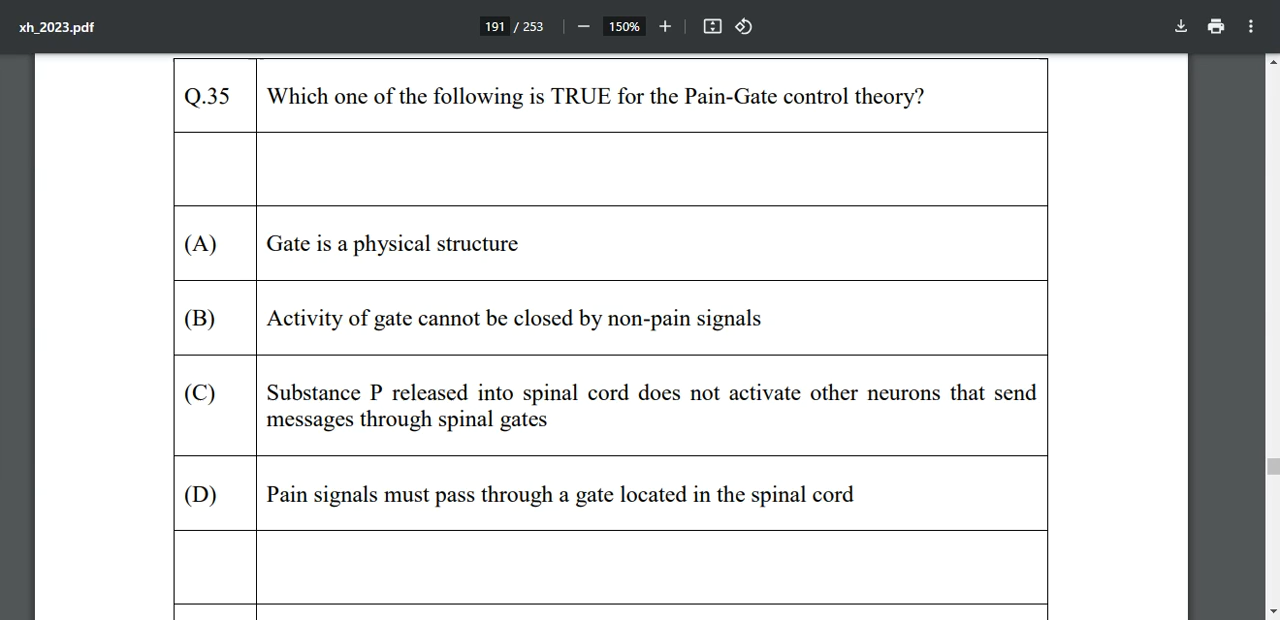 xh_2023.pdf
191 / 253
150%
Q.35 Which one of the following is TRUE for the Pain-Gate control theory?
(A) Gate is a physical structure
(B) Activity of gate cannot be closed by non-pain signals
(C) Substance P released into spinal cord does not activate other neurons that send
messages through spinal gates
(D) Pain signals must pass through a gate located in the spinal cord